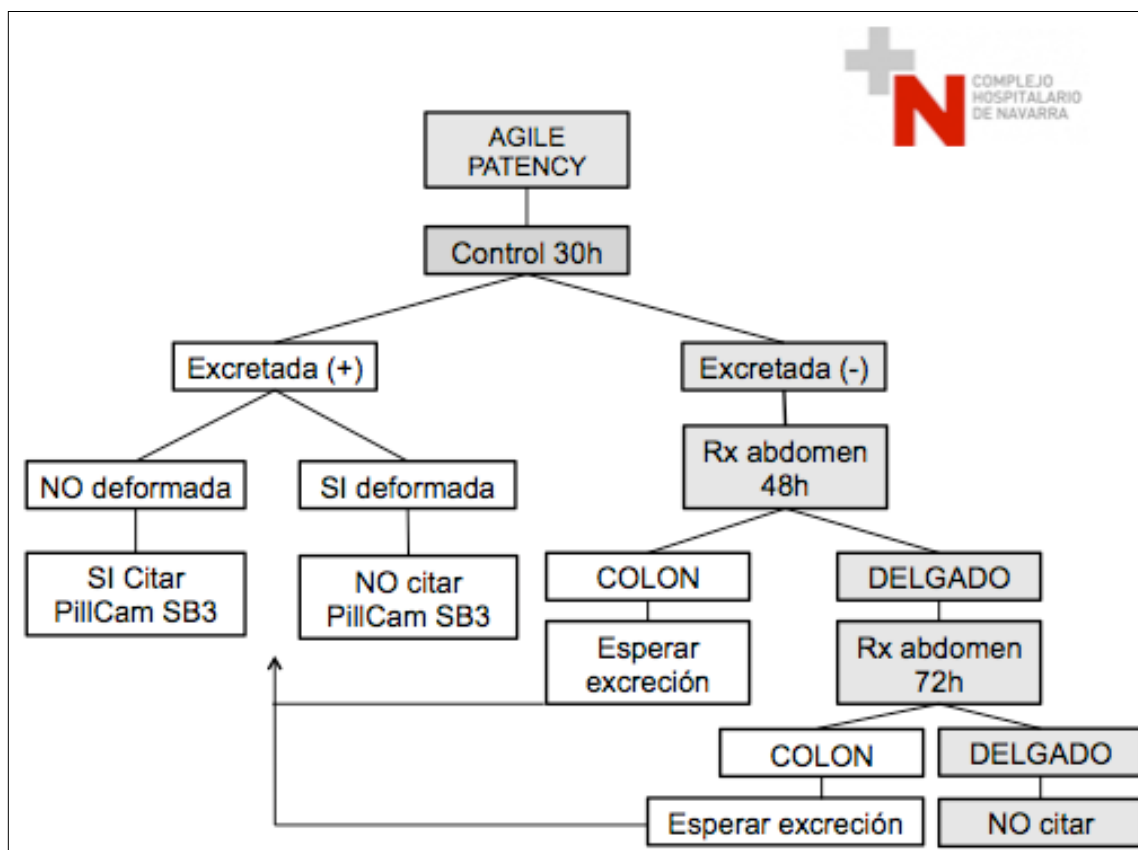 COMPLEJO
HOSPITALARIO
DE NAVARRA
N
AGILE
PATENCY
Control 30h
Excretada (+)
Excretada (-)
Rx abdomen
48h
NO deformada
SI deformada
SI Citar
PillCam SB3
NO citar
PillCam SB3
COLON
DELGADO
Esperar
excreción
Rx abdomen
72h
COLON
DELGADO
Esperar excreción
NO citar